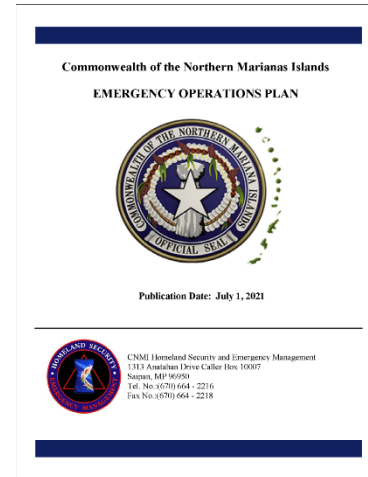 Commonwealth of the Northern Marianas Islands
EMERGENCY OPERATIONS PLAN
COMMONWEALTH OF THE NORTHERN MARIANA ISLANDS
OFFICIAL SEAL
Publication Date: July 1, 2021
HOMELAND SECURITY
EMERGENCY MANAGEMENT
CNMI Homeland Security and Emergency Management
1313 Anatahan Drive Caller Box 10007
Saipan, MP 96950
Tel. No.:(670) 664 - 2216
Fax No.:(670) 664 - 2218